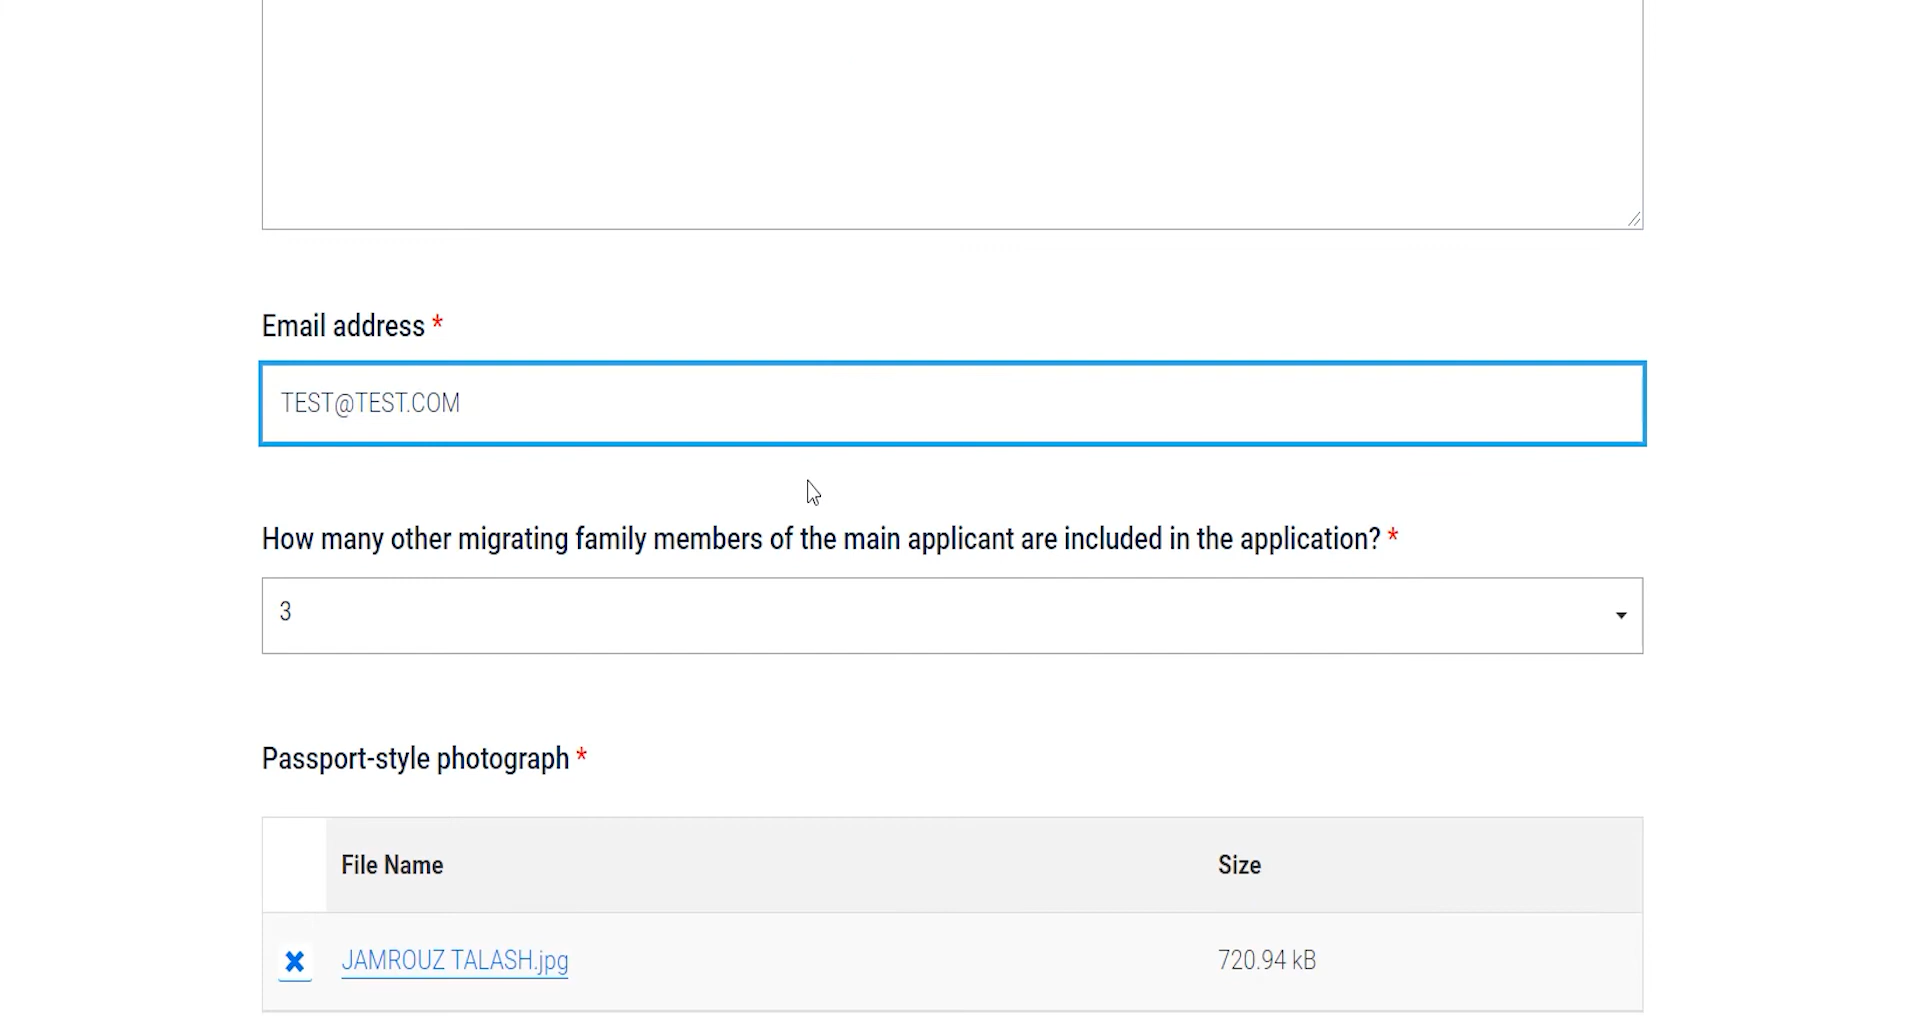 Email address *
TEST@TEST.COM
How many other migrating family members of the main applicant are included in the application? *
3
Passport-style photograph *
File Name Size
JAMROUZ TALASH.jpg 720.94 kB